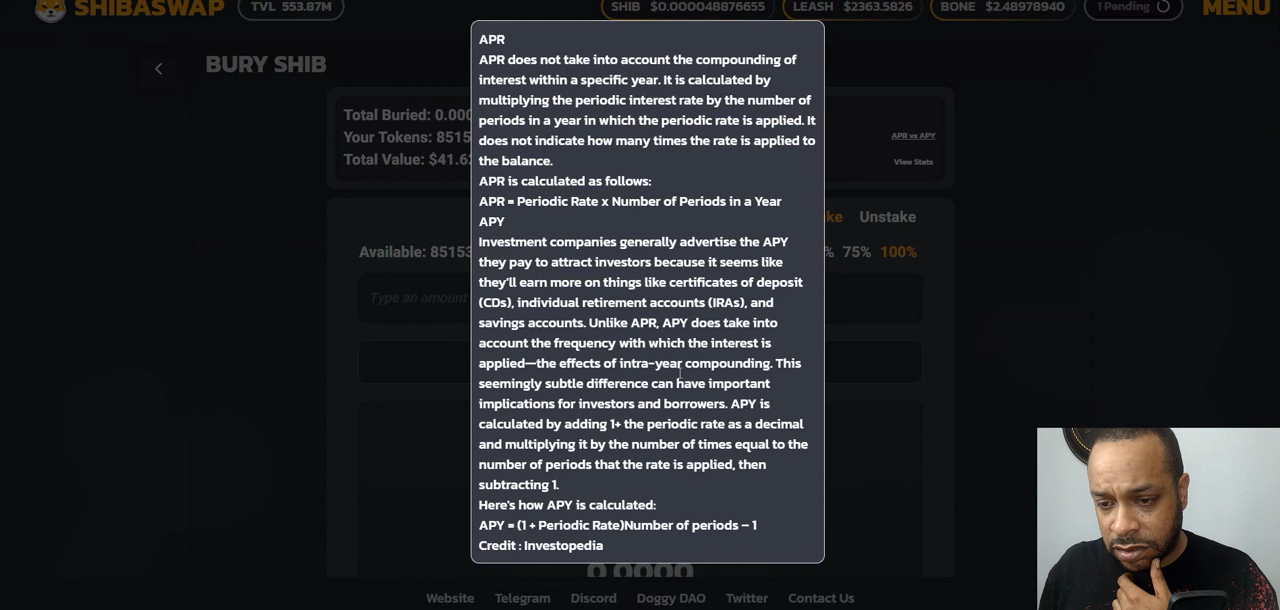 SHIBASWAP
TVL 553.87M
SHIB $0.000048876655
LEASH $2363.5826
BONE $2.48978940
1 Pending
MENU
BURY SHIB
Total Buried: 0.000
Your Tokens: 8515
Total Value: $41.62
APR vs APY
View Stats
Unstake
Available: 85153
75% 100%
Type an amount
APR
APR does not take into account the compounding of
interest within a specific year. It is calculated by
multiplying the periodic interest rate by the number of
periods in a year in which the periodic rate is applied. It
does not indicate how many times the rate is applied to
the balance.
APR is calculated as follows:
APR = Periodic Rate x Number of Periods in a Year
APY
Investment companies generally advertise the APY
they pay to attract investors because it seems like
they'll earn more on things like certificates of deposit
(CDs), individual retirement accounts (IRAs), and
savings accounts. Unlike APR, APY does take into
account the frequency with which the interest is
applied—the effects of intra-year compounding. This
seemingly subtle difference can have important
implications for investors and borrowers. APY is
calculated by adding 1+ the periodic rate as a decimal
and multiplying it by the number of times equal to the
number of periods that the rate is applied, then
subtracting 1.
Here's how APY is calculated:
APY = (1 + Periodic Rate)Number of periods – 1
Credit : Investopedia
0.0000
Website Telegram Discord Doggy DAO Twitter Contact Us